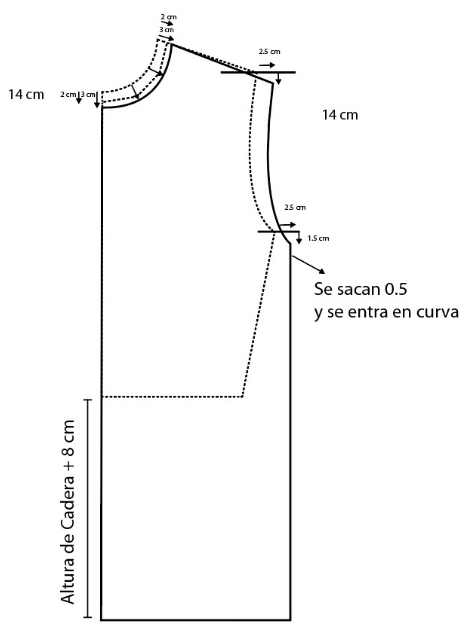 2 cm
3 cm
2.5 cm
14 cm
2 cm
3 cm
14 cm
2.5 cm
1.5 cm
Se sacan 0.5
y se entra en curva
Altura de Cadera + 8 cm